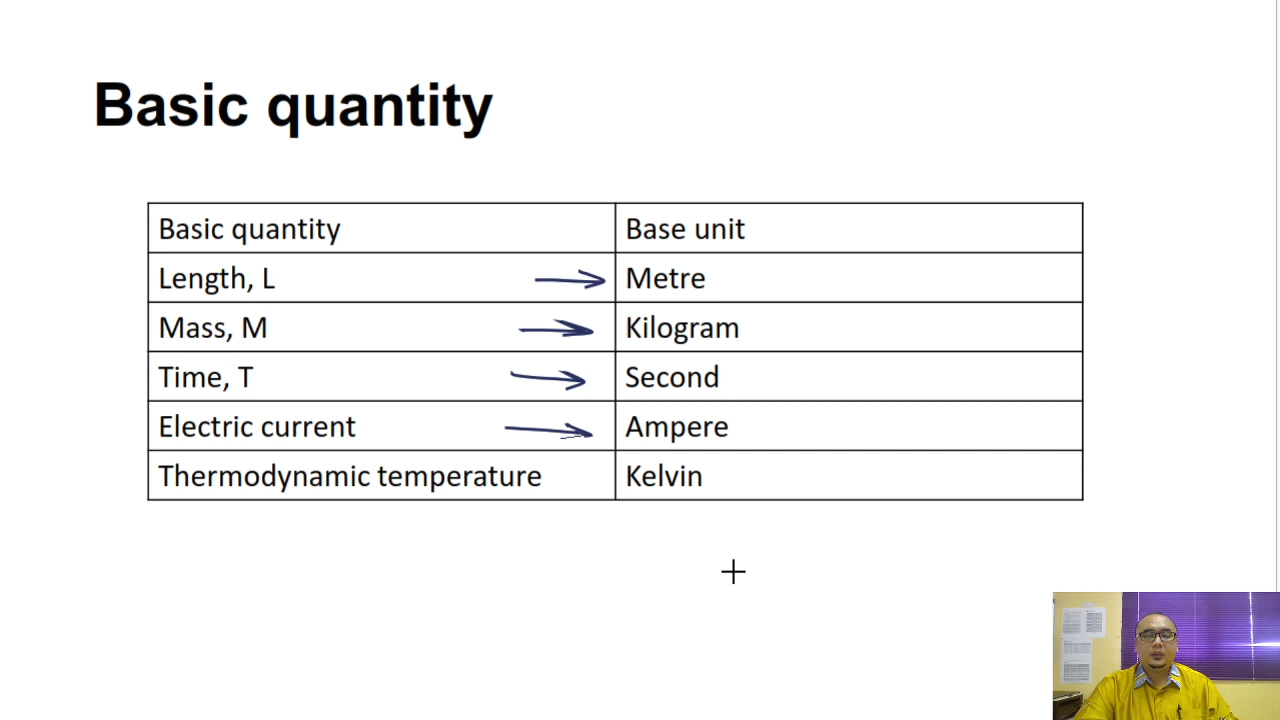 Basic quantity
Basic quantity Base unit
Length, L Metre
Mass, M Kilogram
Time, T Second
Electric current Ampere
Thermodynamic temperature Kelvin